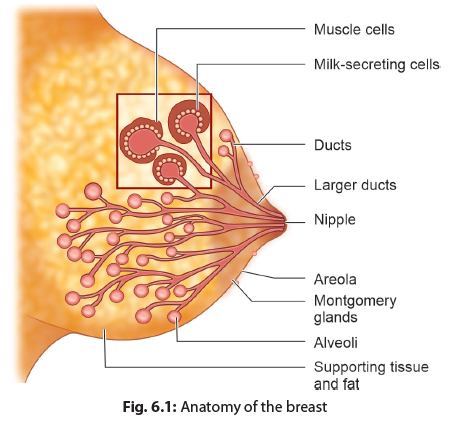 Muscle cells
Milk-secreting cells
Ducts
Larger ducts
Nipple
Areola
Montgomery
glands
Alveoli
Supporting tissue
and fat
Fig. 6.1: Anatomy of the breast